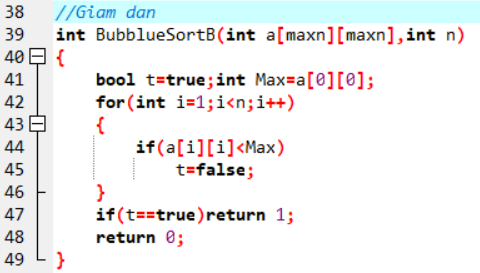 38 //Giam dan
39 int BubblueSortB(int a[maxn][maxn],int n)
40 {
41 bool t=true;int Max=a[0][0];
42 for(int i=1;i<n;i++)
43 {
44 if(a[i][i]<Max)
45 t=false;
46 }
47 if(t==true)return 1;
48 return 0;
49 }